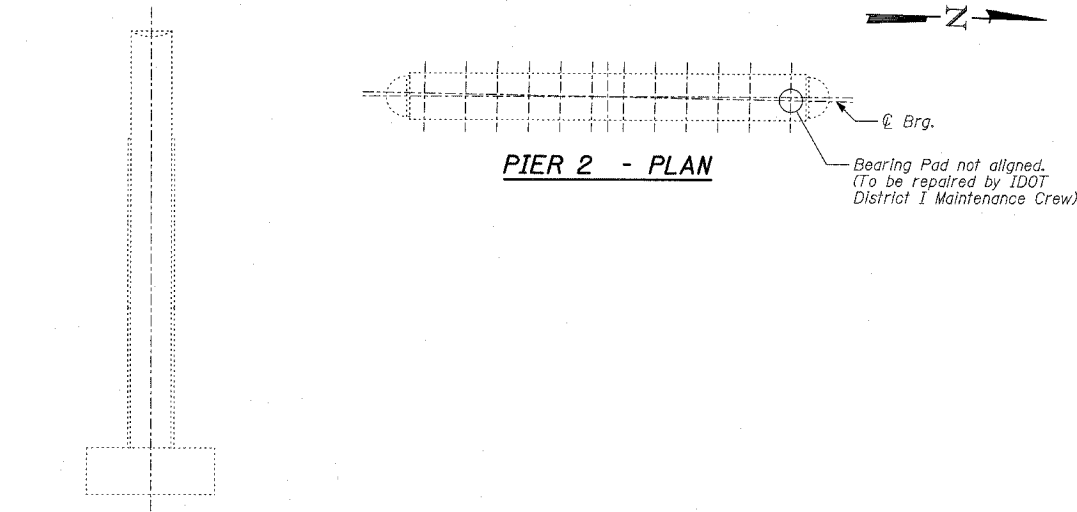 N
℄ Brg.
PIER 2 - PLAN
Bearing Pad not aligned.
(To be repaired by IDOT
District I Maintenance Crew)